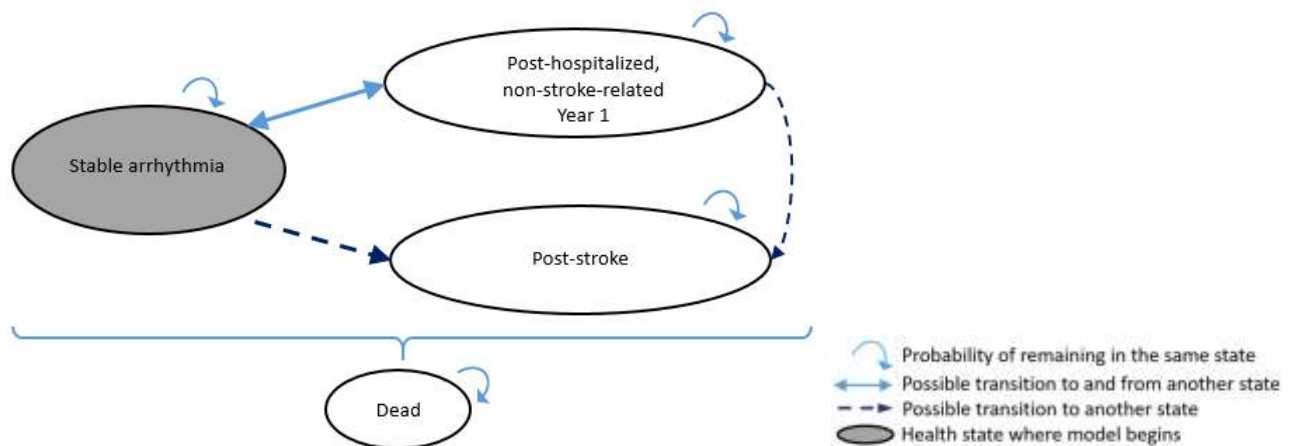 Post-hospitalized,
non-stroke-related
Year 1
Stable arrhythmia
Post-stroke
Dead
Probability of remaining in the same state
Possible transition to and from another state
Possible transition to another state
Health state where model begins